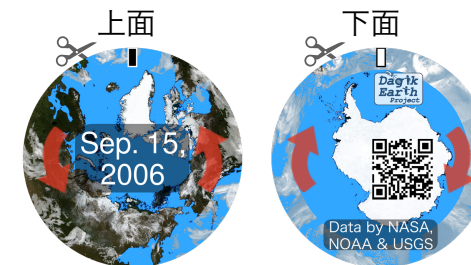 上面
下面
Sep. 15,
2006
Dagik
Earth
Project
Data by NASA,
NOAA & USGS